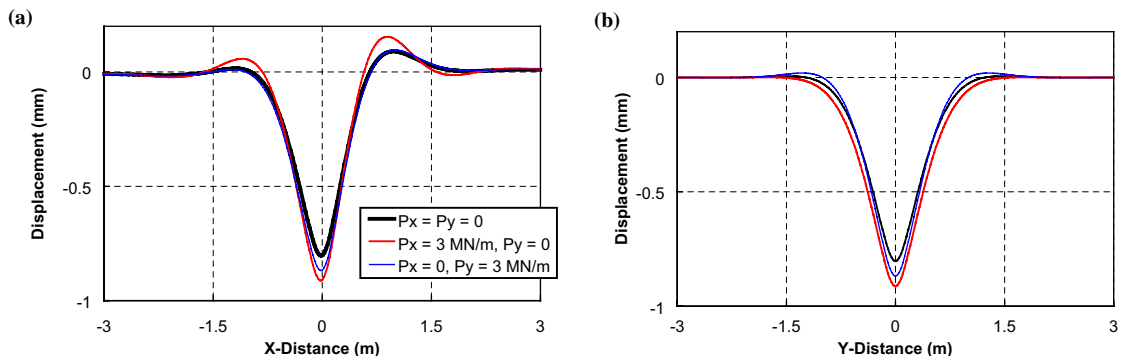 (a)
0
-0.5
-1
Displacement (mm)
-3
-1.5
0
1.5
3
X-Distance (m)
Px = Py = 0
Px = 3 MN/m, Py = 0
Px = 0, Py = 3 MN/m
(b)
0
-0.5
-1
Displacement (mm)
-3
-1.5
0
1.5
3
Y-Distance (m)